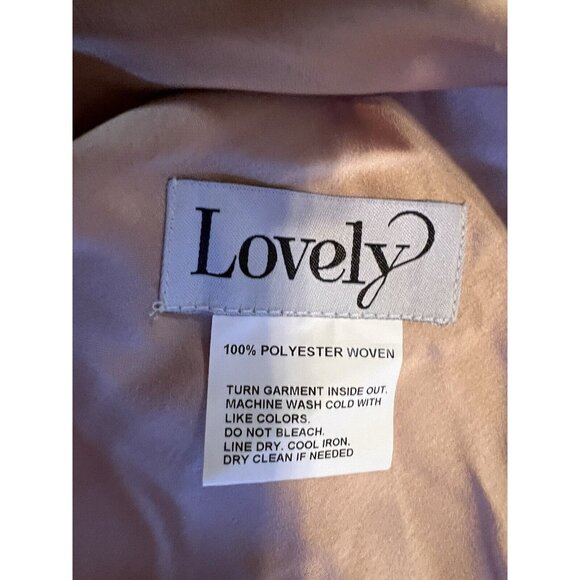 Lovely
100% POLYESTER WOVEN
TURN GARMENT INSIDE OUT.
MACHINE WASH COLD WITH
LIKE COLORS.
DO NOT BLEACH.
LINE DRY. COOL IRON.
DRY CLEAN IF NEEDED